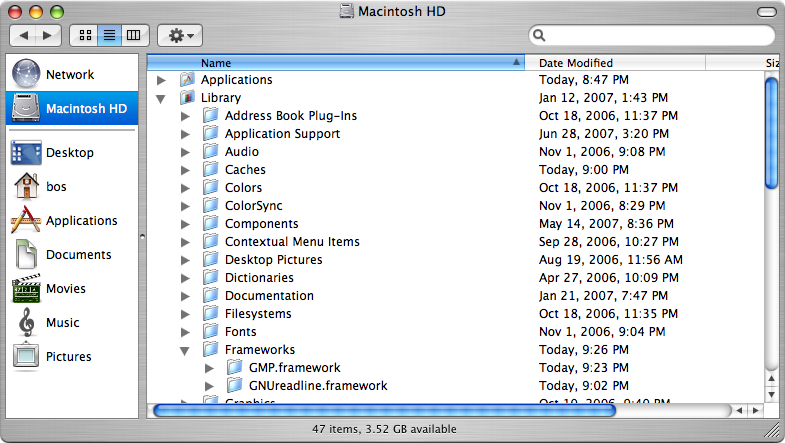 Macintosh HD
Name Date Modified Siz
Network
Macintosh HD
Desktop
bos
Applications
Documents
Movies
Music
Pictures
Applications Today, 8:47 PM
Library Jan 12, 2007, 1:43 PM
Address Book Plug-Ins Oct 18, 2006, 11:37 PM
Application Support Jun 28, 2007, 3:20 PM
Audio Nov 1, 2006, 9:08 PM
Caches Today, 9:00 PM
Colors Oct 18, 2006, 11:37 PM
ColorSync Nov 1, 2006, 8:29 PM
Components May 14, 2007, 8:36 PM
Contextual Menu Items Sep 28, 2006, 10:27 PM
Desktop Pictures Aug 19, 2006, 11:56 AM
Dictionaries Apr 27, 2006, 10:09 PM
Documentation Jan 21, 2007, 7:47 PM
Filesystems Oct 18, 2006, 11:35 PM
Fonts Nov 1, 2006, 9:04 PM
Frameworks Today, 9:26 PM
GMP.framework Today, 9:23 PM
GNUreadline.framework Today, 9:02 PM
Graphics Oct 10, 2006, 9:04 PM
47 items, 3.52 GB available